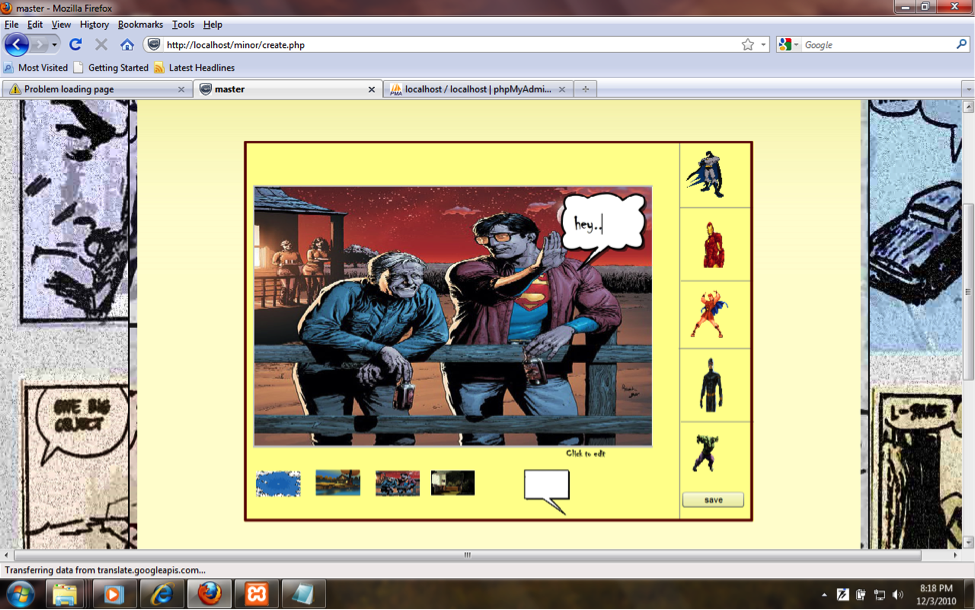 master - Mozilla Firefox
File Edit View History Bookmarks Tools Help
http://localhost/minor/create.php
Google
Most Visited Getting Started Latest Headlines
Problem loading page
master
PMA
localhost / localhost | phpMyAdmi...
hey..
GIVE BIG
OBJECT
Click to edit
save
Transferring data from translate.googleapis.com...
8:18 PM
12/3/2010